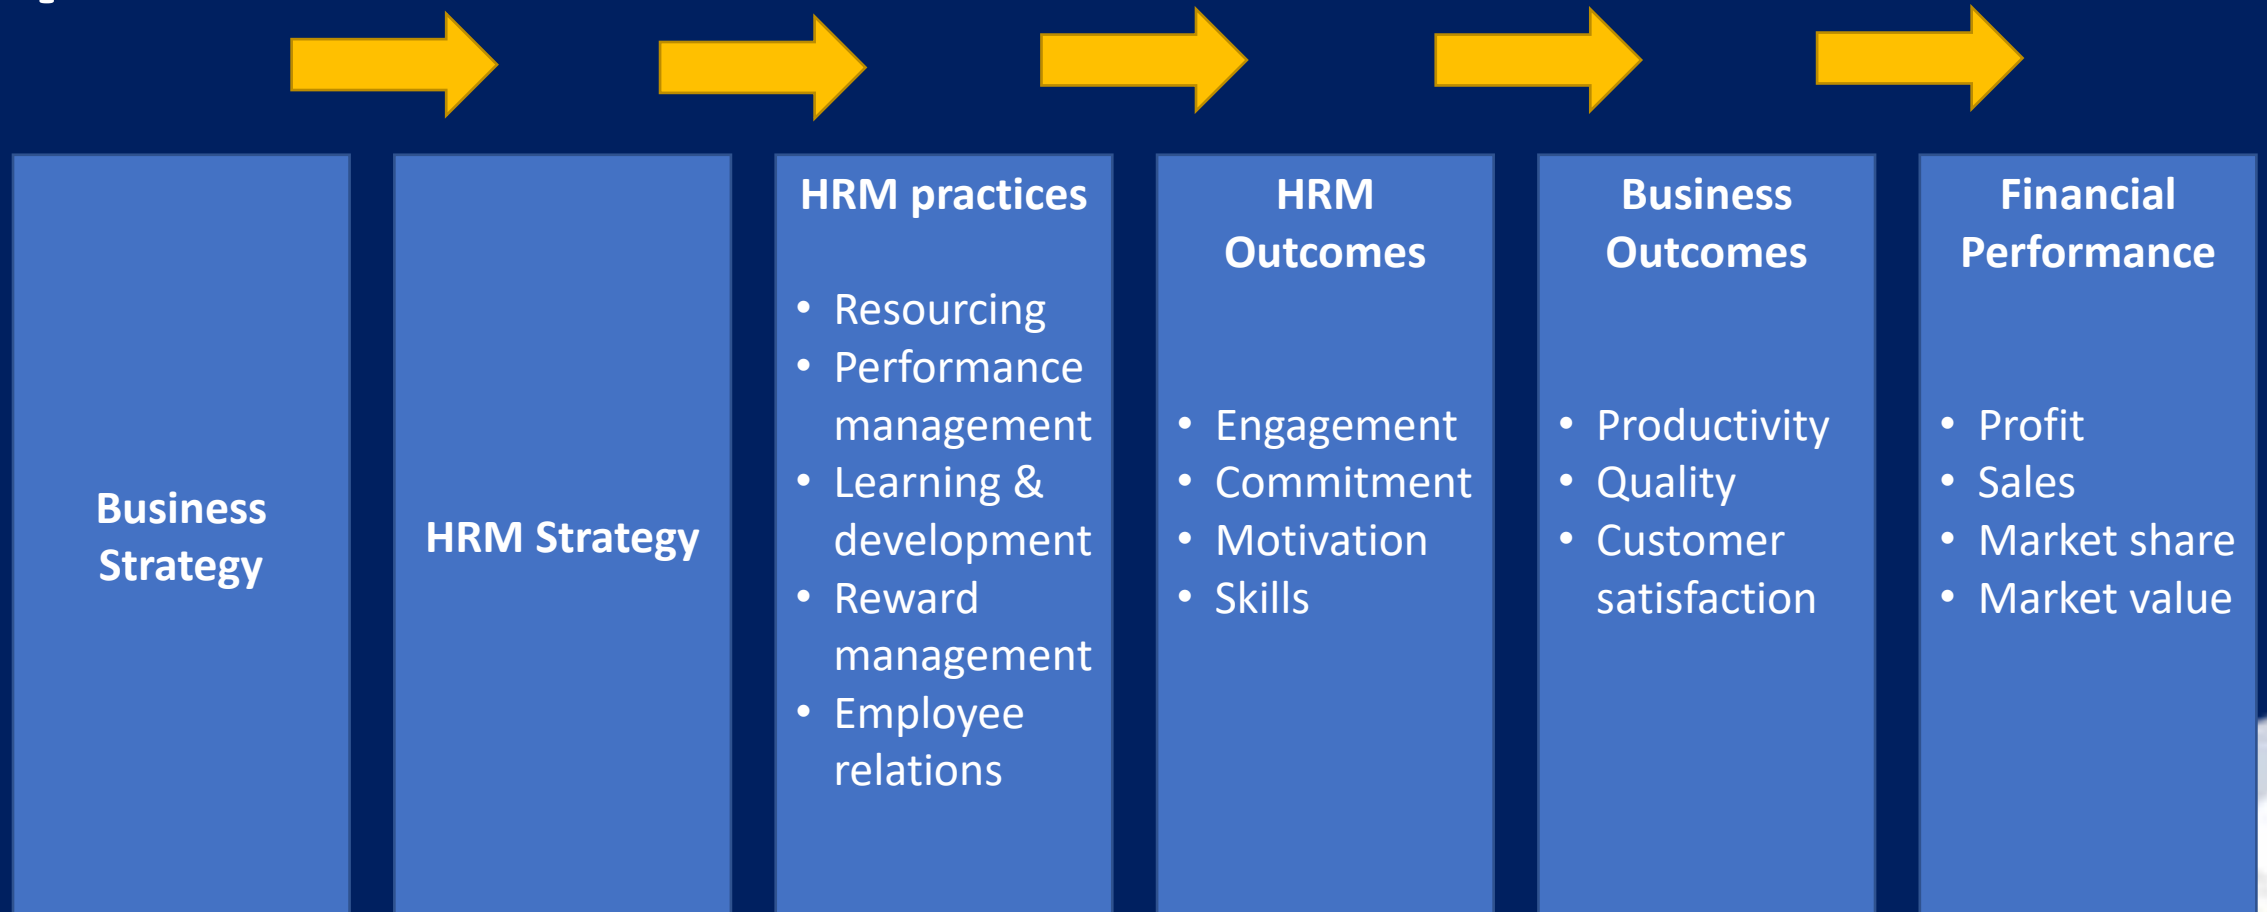 Business
Strategy
HRM Strategy
HRM practices
• Resourcing
• Performance
management
• Learning &
development
• Reward
management
• Employee
relations
HRM
Outcomes
• Engagement
• Commitment
• Motivation
• Skills
Business
Outcomes
• Productivity
• Quality
• Customer
satisfaction
Financial
Performance
• Profit
• Sales
• Market share
• Market value